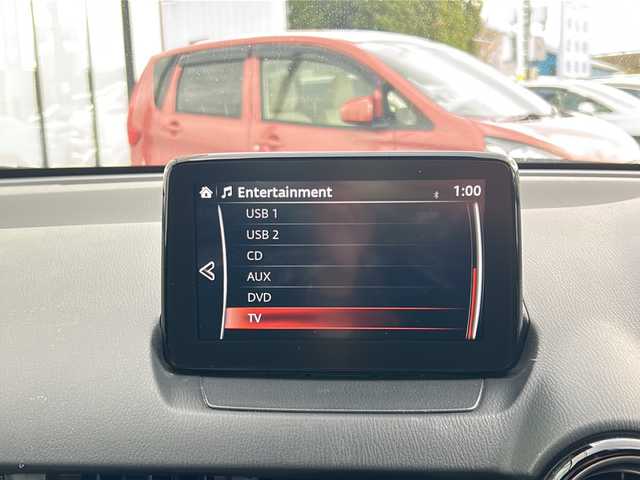 Entertainment 1:00
USB 1
USB 2
CD
AUX
DVD
TV